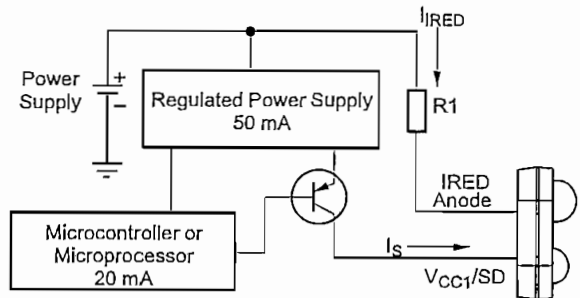 I_IRED
Power
Supply
+
–
Regulated Power Supply
50 mA
R1
IRED
Anode
Microcontroller or
Microprocessor
20 mA
I_S
V_CC1/SD